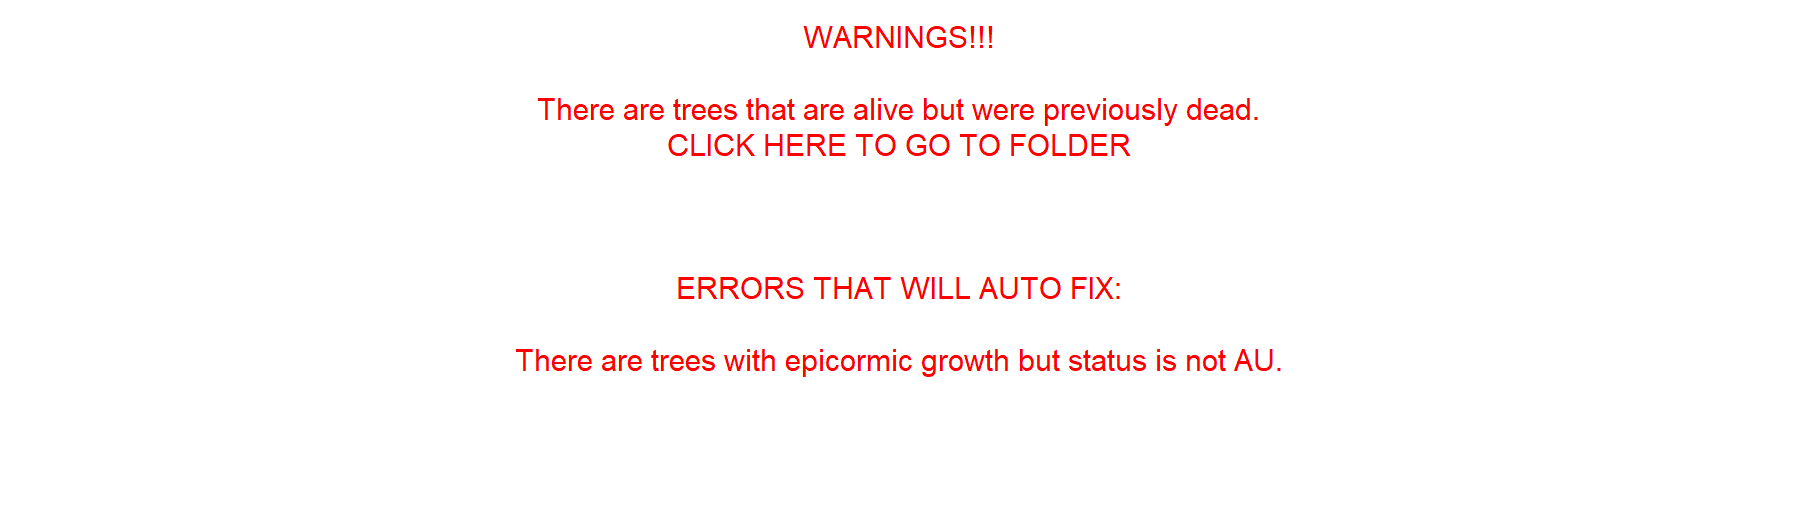 WARNINGS!!!
There are trees that are alive but were previously dead.
CLICK HERE TO GO TO FOLDER
ERRORS THAT WILL AUTO FIX:
There are trees with epicormic growth but status is not AU.